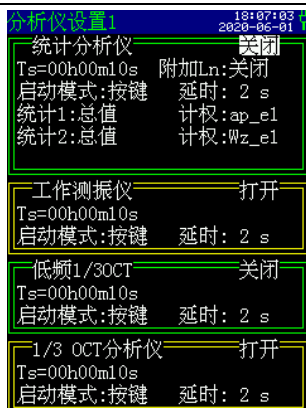 分析仪设置1 18:07:03
2020-06-01
统计分析仪 关闭
Ts=00h00m10s 附加Ln:关闭
启动模式:按键 延时: 2 s
统计1:总值 计权:ap_e1
统计2:总值 计权:Wz_e1
工作测振仪 打开
Ts=00h00m10s
启动模式:按键 延时: 2 s
低频1/3OCT 关闭
Ts=00h00m10s
启动模式:按键 延时: 2 s
1/3 OCT分析仪 打开
Ts=00h00m10s
启动模式:按键 延时: 2 s